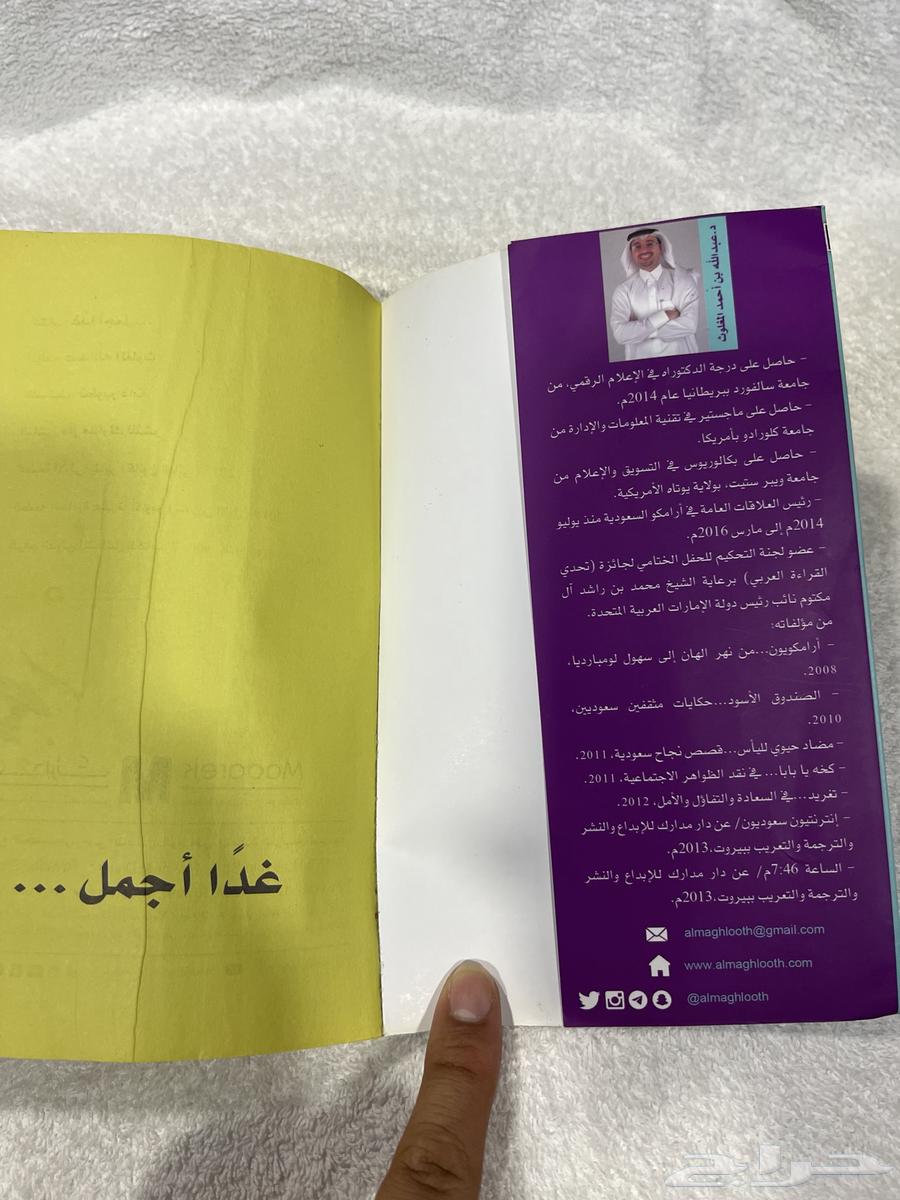 د.عبدالله بن أحمد المغلوث
- حاصل على درجة الدكتوراه في الإعلام الرقمي، من
جامعة سالفورد ببريطانيا عام 2014م.
- حاصل على ماجستير في تقنية المعلومات والإدارة من
جامعة كلورادو بأمريكا.
- حاصل على بكالوريوس في التسويق والإعلام من
جامعة ويبر ستيت، بولاية يوتاه الأمريكية.
- رئيس العلاقات العامة في أرامكو السعودية منذ يوليو
2014م إلى مارس 2016م.
- عضو لجنة التحكيم للحفل الختامي لجائزة (تحدي
القراءة العربي) برعاية الشيخ محمد بن راشد آل
مكتوم نائب رئيس دولة الإمارات العربية المتحدة.
من مؤلفاته:
- أرامكويون...من نهر الهان إلى سهول لومبارديا،
2008.
- الصندوق الأسود...حكايات مثقفين سعوديين،
2010.
- مضاد حيوي لليأس...قصص نجاح سعودية، 2011.
- كخه يا بابا...في نقد الظواهر الاجتماعية، 2011.
- تغريد...في السعادة والتفاؤل والأمل، 2012.
- إنترنتيون سعوديون/ عن دار مدارك للإبداع والنشر
والترجمة والتعريب ببيروت،2013م.
- الساعة 7:46م/ عن دار مدارك للإبداع والنشر
والترجمة والتعريب ببيروت،2013م.
almaghlooth@gmail.com
www.almaghlooth.com
@almaghlooth
غدًا أجمل ...
حراج